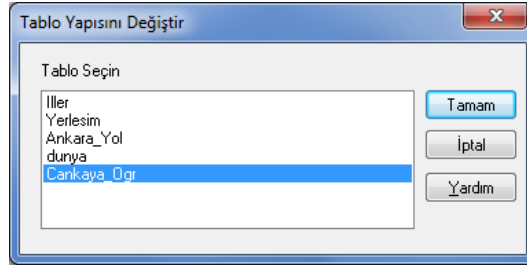 Tablo Yapısını Değiştir
Tablo Seçin
Iller
Yerlesim
Ankara_Yol
dunya
Cankaya_Ogr
Tamam
İptal
Yardım